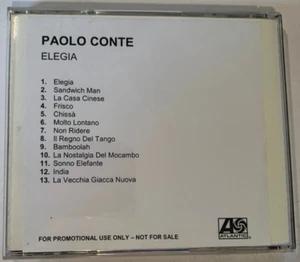 PAOLO CONTE
ELEGIA
1. Elegia
2. Sandwich Man
3. La Casa Cinese
4. Frisco
5. Chissà
6. Molto Lontano
7. Non Ridere
8. Il Regno Del Tango
9. Bamboolah
10. La Nostalgia Del Mocambo
11. Sonno Elefante
12. India
13. La Vecchia Giacca Nuova
ATLANTIC
FOR PROMOTIONAL USE ONLY – NOT FOR SALE